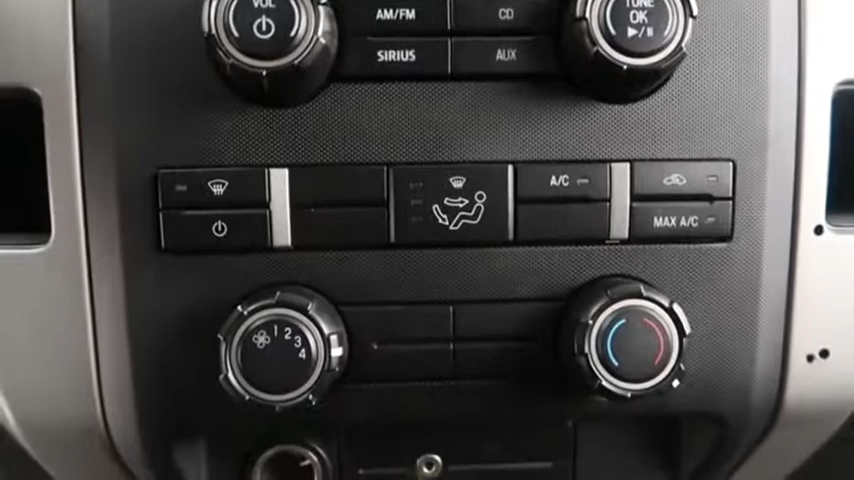 VOL
AM/FM
CD
TUNE
OK
SIRIUS
AUX
A/C
MAX A/C
1
2
3
4